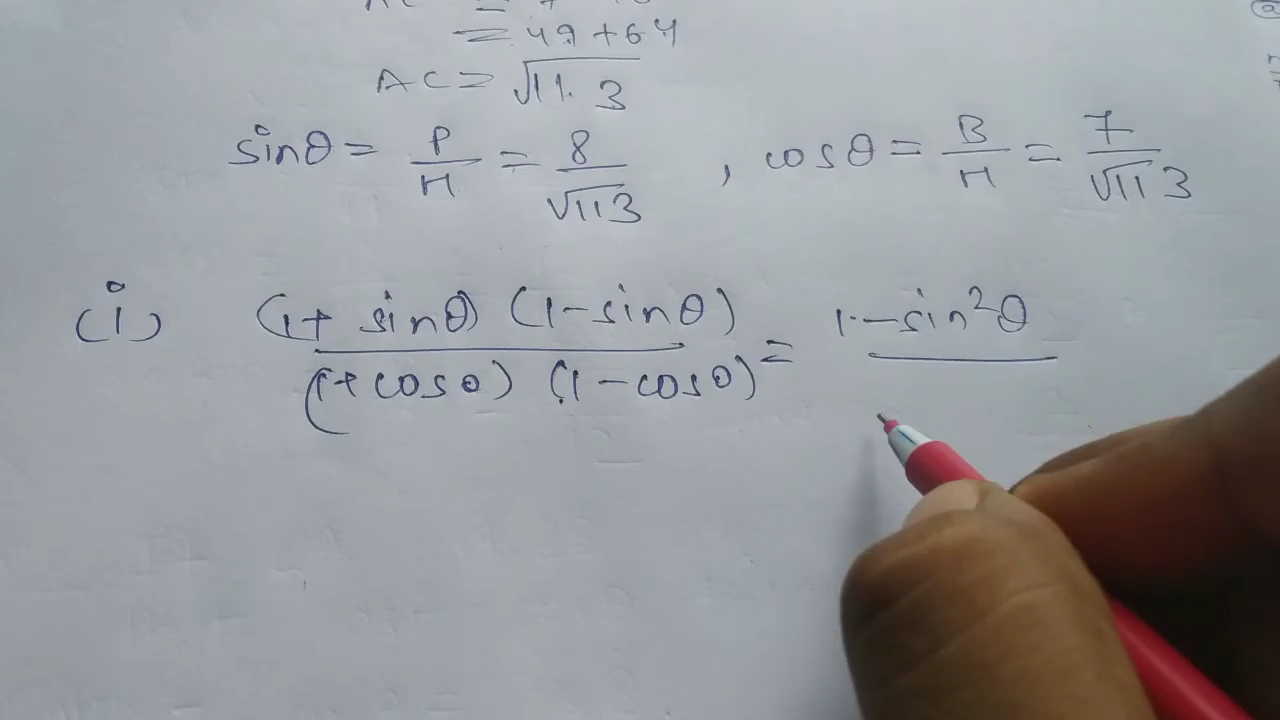 = 49+64
AC = √113
sinθ = P/H = 8/√113 , cosθ = B/H = 7/√113
(i) (1+ sinθ) (1-sinθ) / (1+cosθ) (1-cosθ) = 1-sin²θ